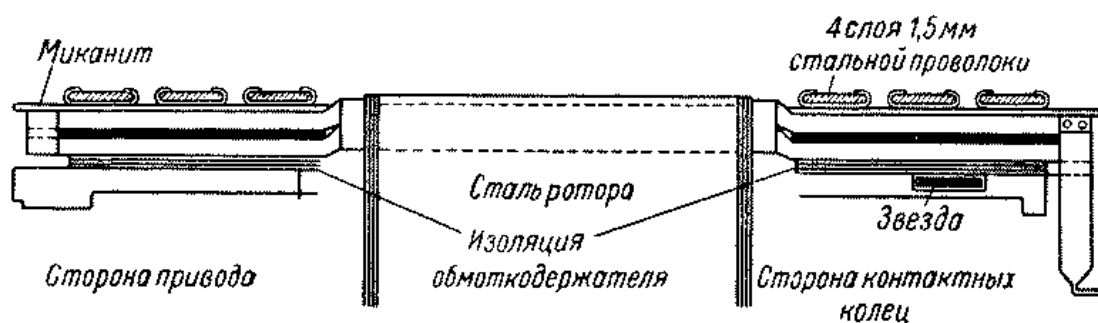 Миканит
4 слоя 1,5 мм
стальной проволоки
Сталь ротора
Звезда
Изоляция
обмоткодержателя
Сторона привода
Сторона контактных
колец